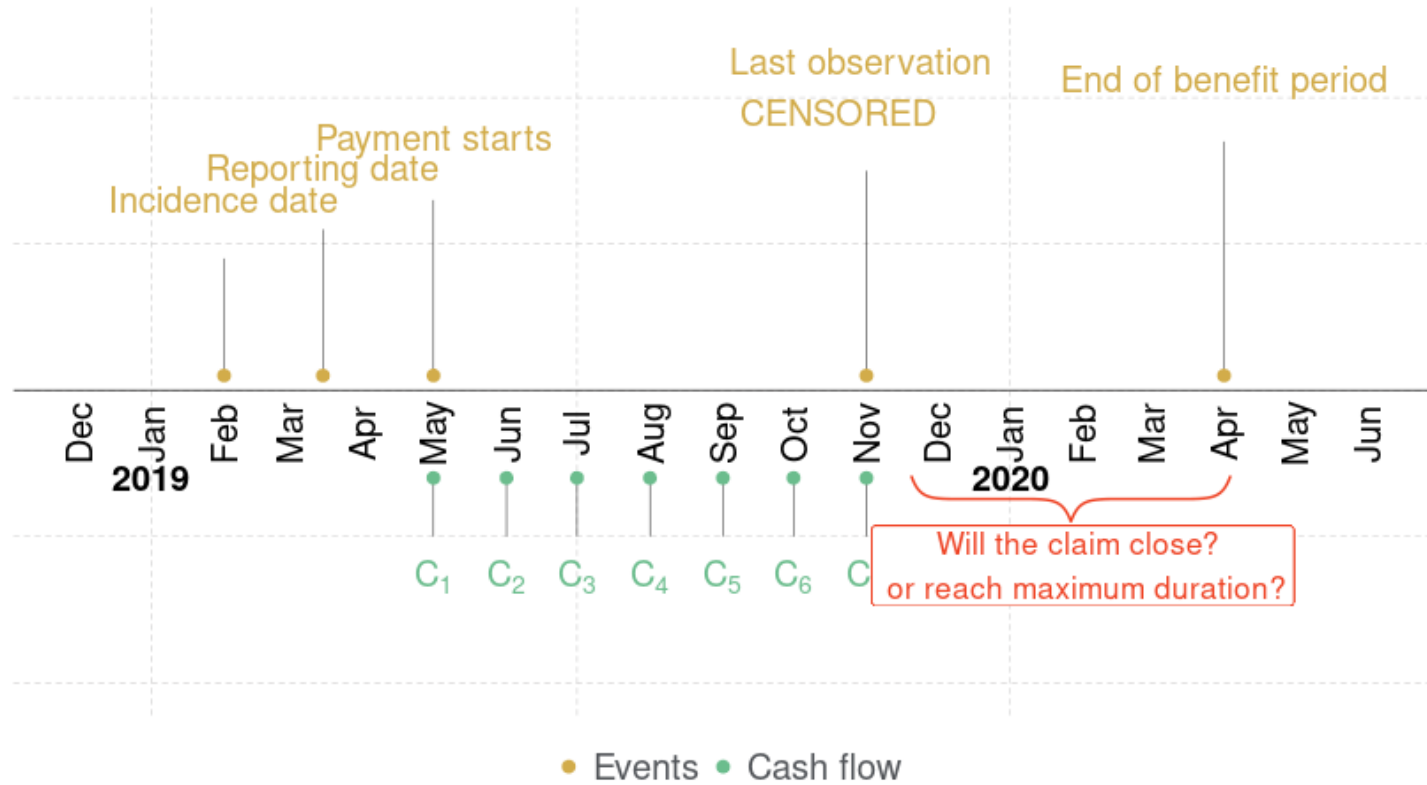 Last observation
CENSORED
End of benefit period
Payment starts
Reporting date
Incidence date
Dec Jan Feb Mar Apr May Jun Jul Aug Sep Oct Nov Dec Jan Feb Mar Apr May Jun
2019 2020
C1 C2 C3 C4 C5 C6 C
Will the claim close?
or reach maximum duration?
Events Cash flow